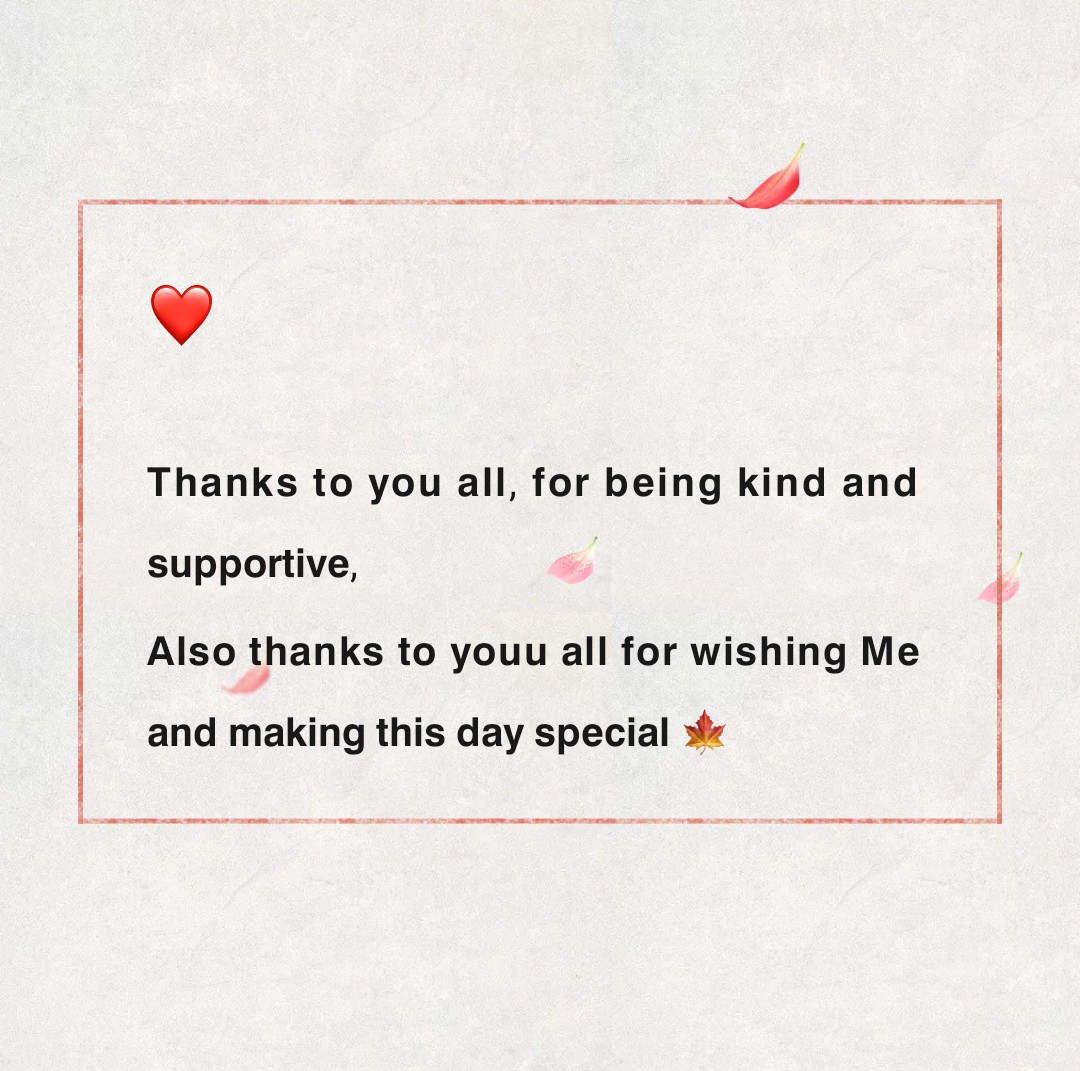 ❤️
Thanks to you all, for being kind and
supportive,
Also thanks to youu all for wishing Me
and making this day special 🍁